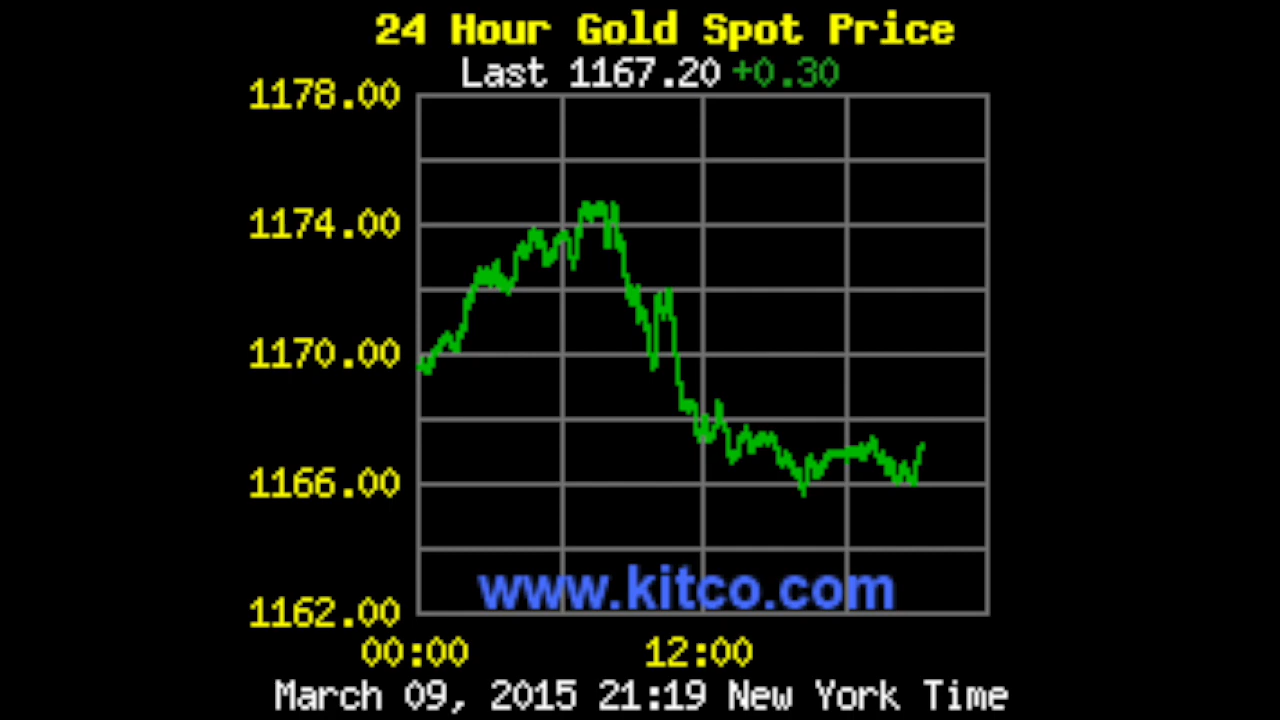 24 Hour Gold Spot Price
Last 1167.20 +0.30
1178.00
1174.00
1170.00
1166.00
1162.00
www.kitco.com
00:00 12:00
March 09, 2015 21:19 New York Time